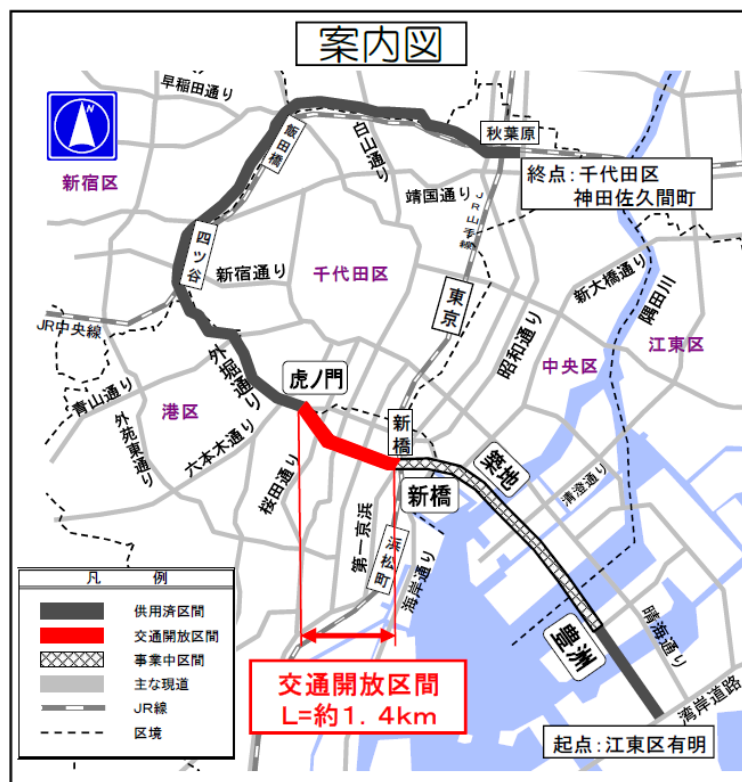 案内図
N
早稲田通り
飯田橋
白山通り
秋葉原
新宿区
靖国通り
JR山手線
終点:千代田区
神田佐久間町
四ツ谷
新宿通り
千代田区
東京
新大橋通り
隅田川
JR中央線
外堀通り
昭和通り
中央区
江東区
青山通り
港区
虎ノ門
外苑東通り
六本木通り
新橋
桜田通り
新橋
築地
清澄通り
第一京浜
浜松町
海岸通り
豊洲
晴海通り
湾岸道路
凡 例
供用済区間
交通開放区間
事業中区間
主な現道
JR線
区境
交通開放区間
L=約1.4km
起点:江東区有明